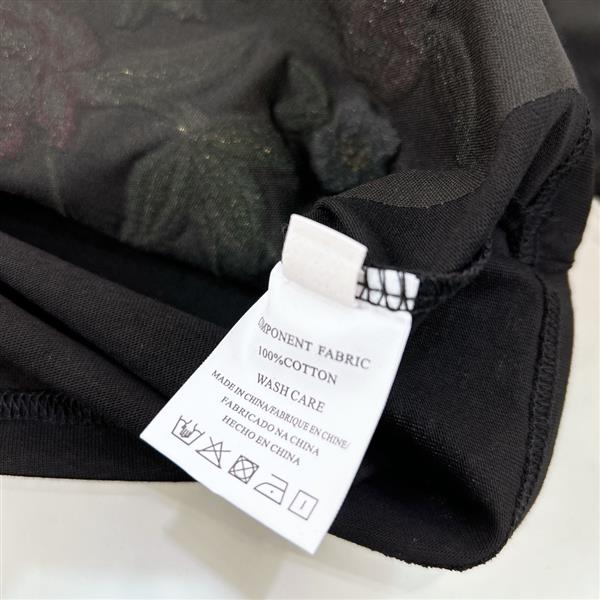 COMPONENT FABRIC
100%COTTON
WASH CARE
MADE IN CHINA/FABRIQUE EN CHINE/
FABRICADO NA CHINA
HECHO EN CHINA